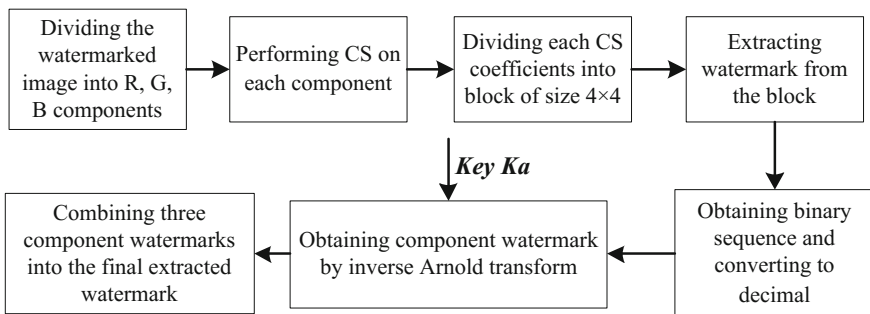 Dividing the
watermarked
image into R, G,
B components
Performing CS on
each component
Dividing each CS
coefficients into
block of size 4×4
Extracting
watermark from
the block
Key Ka
Obtaining binary
sequence and
converting to
decimal
Obtaining component watermark
by inverse Arnold transform
Combining three
component watermarks
into the final extracted
watermark